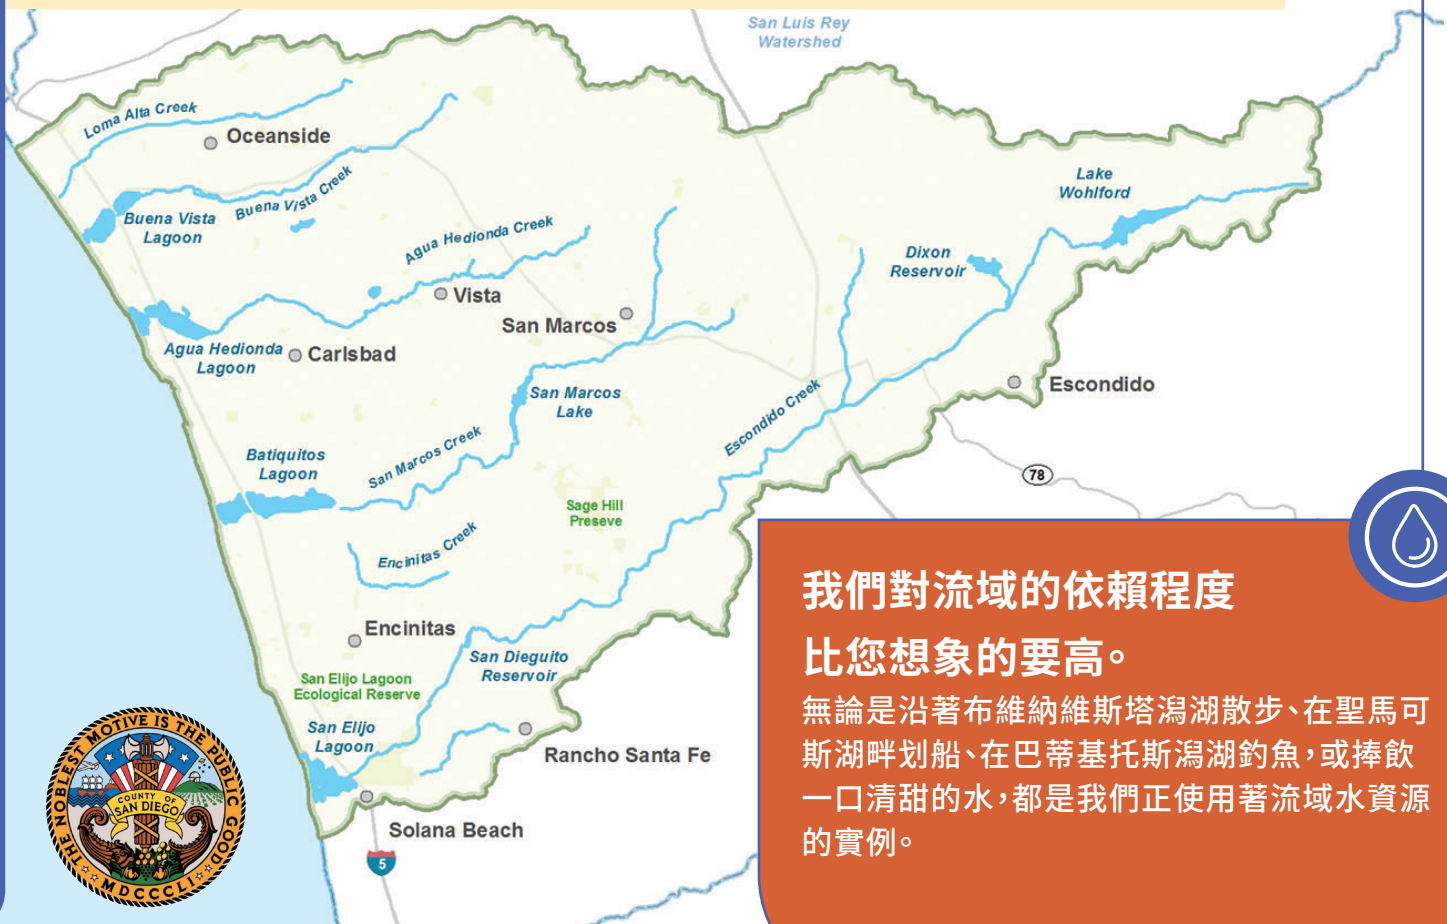 San Luis Rey
Watershed
Loma Alta Creek
Oceanside
Buena Vista
Lagoon
Buena Vista Creek
Lake
Wohlford
Agua Hedionda Creek
Dixon
Reservoir
Vista
San Marcos
Agua Hedionda
Lagoon
Carlsbad
Escondido
San Marcos
Lake
Escondido Creek
Batiquitos
Lagoon
San Marcos Creek
78
Sage Hill
Preseve
Encinitas Creek
Encinitas
San Dieguito
Reservoir
San Elijo Lagoon
Ecological Reserve
San Elijo
Lagoon
Rancho Santa Fe
Solana Beach
5
THE NOBLEST MOTIVE IS THE PUBLIC GOOD
COUNTY OF
SAN DIEGO
MDCCCLI
我們對流域的依賴程度
比您想象的要高。
無論是沿著布維納維斯塔潟湖散步、在聖馬可
斯湖畔划船、在巴蒂基托斯潟湖釣魚，或捧飲
一口清甜的水，都是我們正使用著流域水資源
的實例。